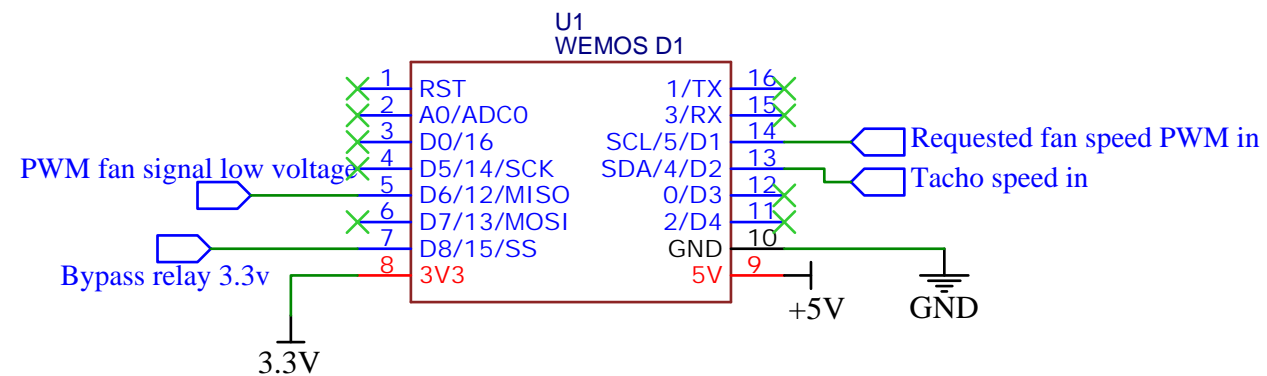 U1
WEMOS D1
1 RST 1/TX 16
2 A0/ADC0 3/RX 15
3 D0/16 SCL/5/D1 14 Requested fan speed PWM in
4 D5/14/SCK SDA/4/D2 13
PWM fan signal low voltage Tacho speed in
5 D6/12/MISO 0/D3 12
6 D7/13/MOSI 2/D4 11
7 D8/15/SS GND 10
Bypass relay 3.3v
8 3V3 5V 9
+5V GND
3.3V